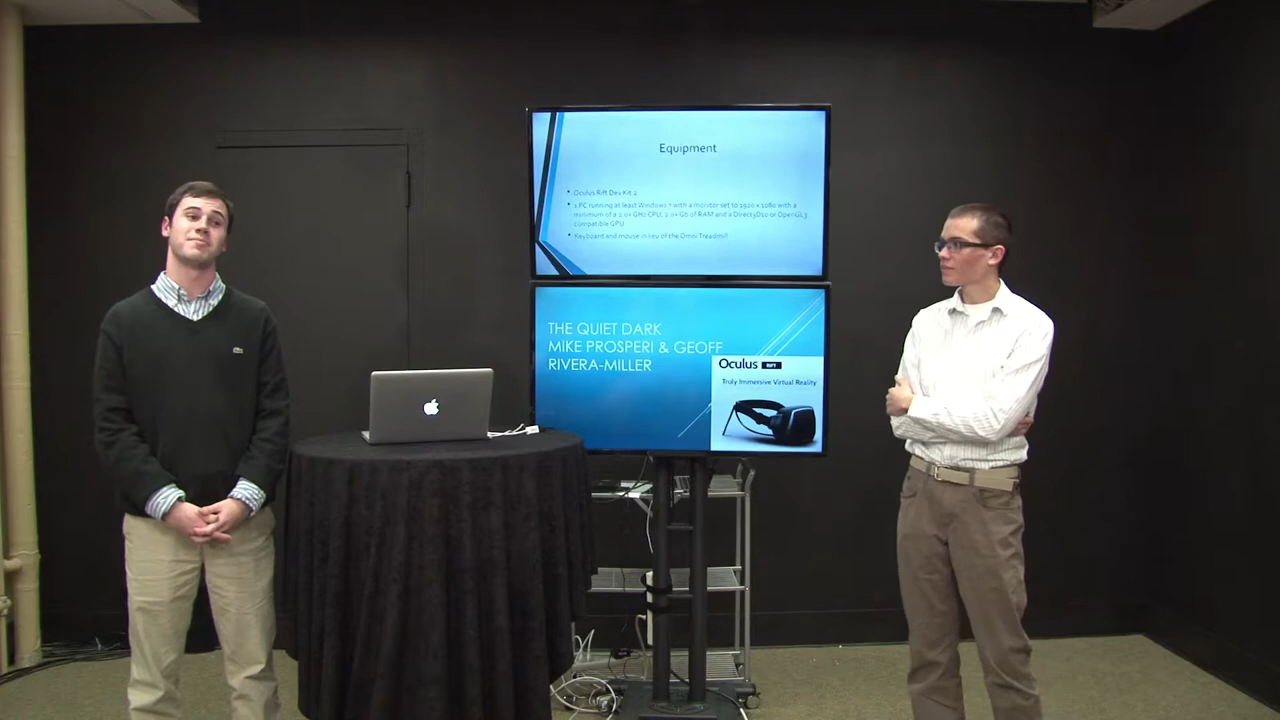 Equipment
• Oculus Rift Dev Kit 2
• 1 PC running at least Windows 7 with a monitor set to 1920 x 1080 with a
minimum of a 2.0+ GHz CPU, 2.0+ Gb of RAM and a Direct3D10 or OpenGL3
compatible GPU
• Keyboard and mouse in lieu of the Omni Treadmill
THE QUIET DARK
MIKE PROSPERI & GEOFF
RIVERA-MILLER
Oculus RIFT
Truly Immersive Virtual Reality